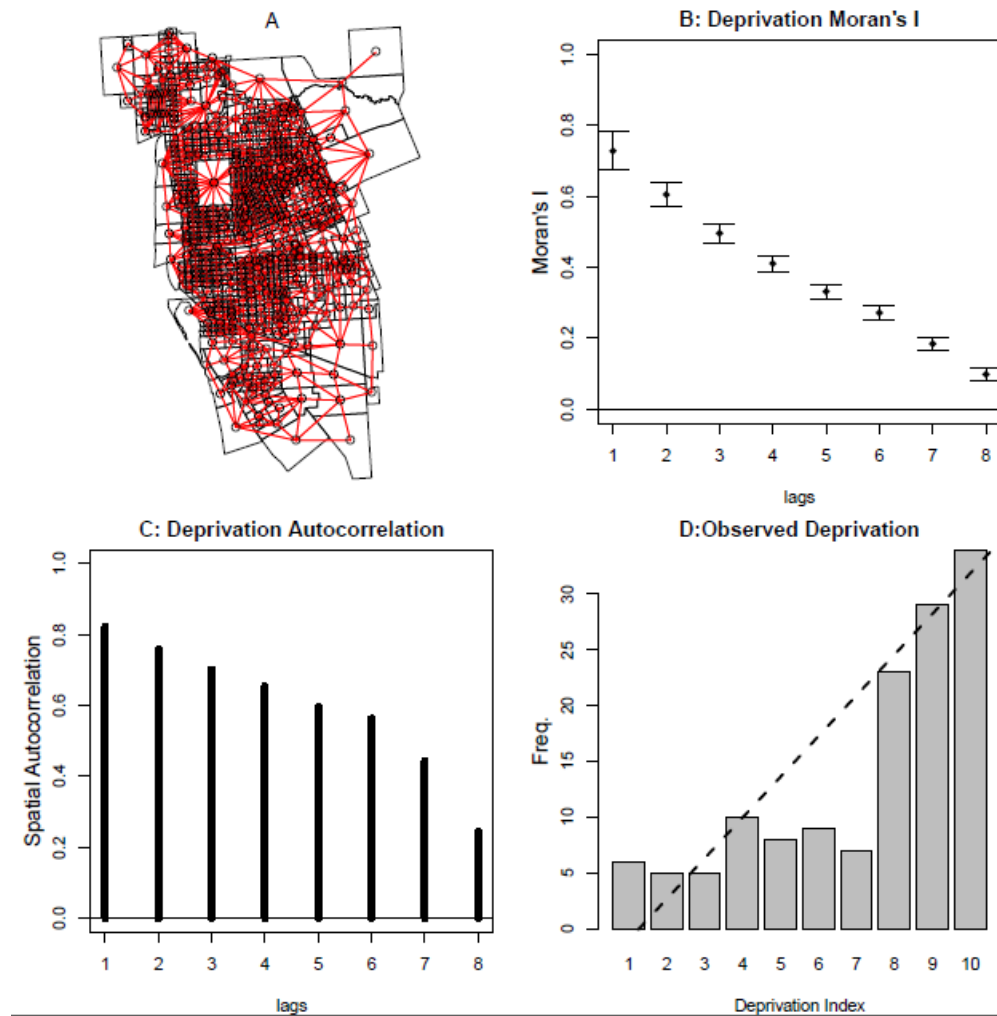 A
B: Deprivation Moran's I
Moran's I
1.0
0.8
0.6
0.4
0.2
0.0
1 2 3 4 5 6 7 8
lags
C: Deprivation Autocorrelation
Spatial Autocorrelation
1.0
0.8
0.6
0.4
0.2
0.0
1 2 3 4 5 6 7 8
lags
D:Observed Deprivation
Freq.
30
25
20
15
10
5
0
1 2 3 4 5 6 7 8 9 10
Deprivation Index